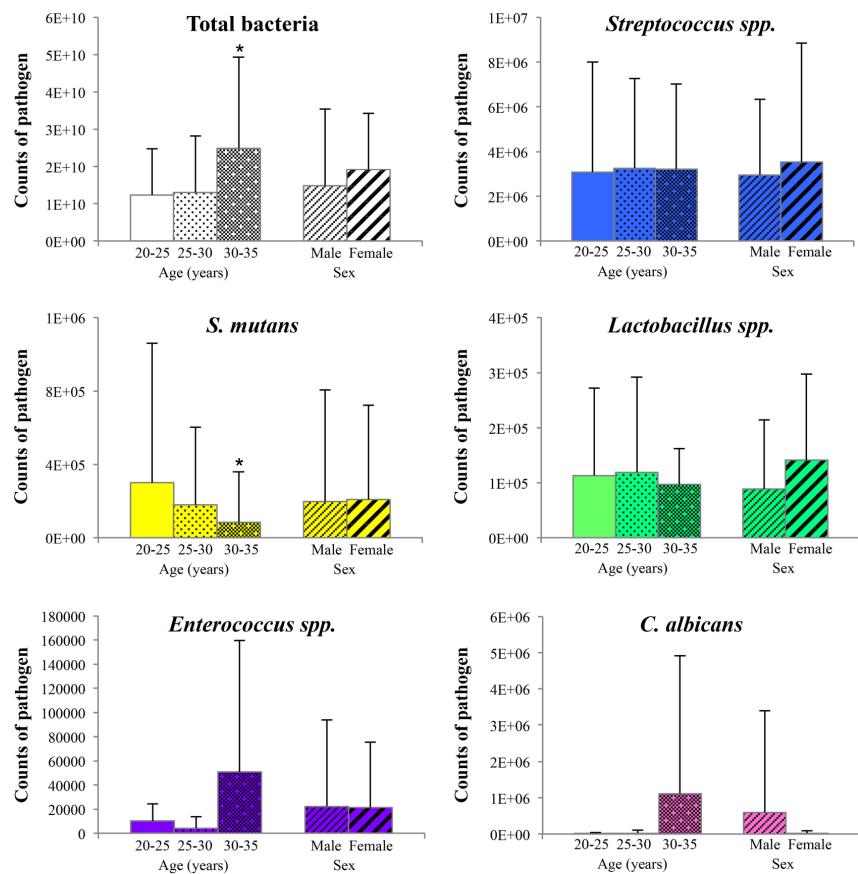 Total bacteria
Counts of pathogen
6E+10
5E+10
4E+10
3E+10
2E+10
1E+10
0E+00
*
20-25 25-30 30-35 Male Female
Age (years) Sex
Streptococcus spp.
Counts of pathogen
1E+07
8E+06
6E+06
4E+06
2E+06
0E+00
20-25 25-30 30-35 Male Female
Age (years) Sex
S. mutans
Counts of pathogen
1E+06
8E+05
4E+05
0E+00
*
20-25 25-30 30-35 Male Female
Age (years) Sex
Lactobacillus spp.
Counts of pathogen
4E+05
3E+05
2E+05
1E+05
0E+00
20-25 25-30 30-35 Male Female
Age (years) Sex
Enterococcus spp.
Counts of pathogen
180000
160000
140000
120000
100000
80000
60000
40000
20000
0
20-25 25-30 30-35 Male Female
Age (years) Sex
C. albicans
Counts of pathogen
6E+06
5E+06
4E+06
3E+06
2E+06
1E+06
0E+00
20-25 25-30 30-35 Male Female
Age (years) Sex